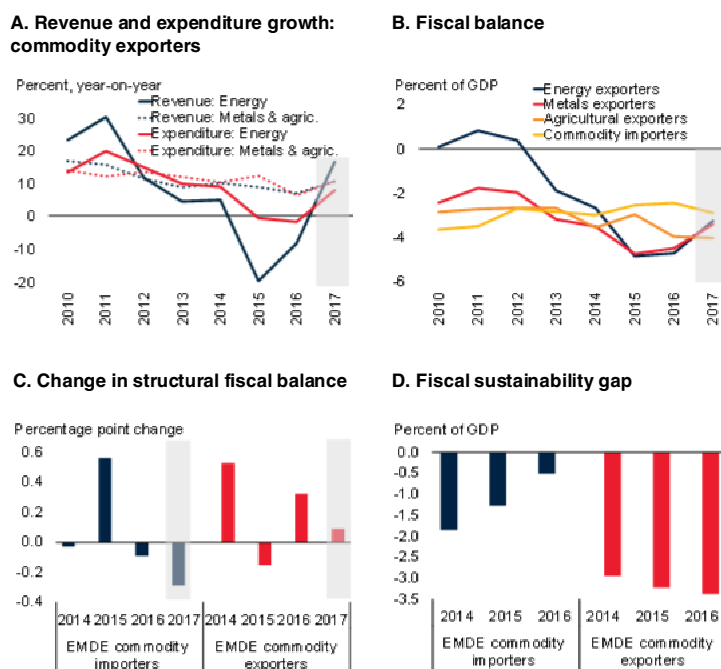 A. Revenue and expenditure growth:
commodity exporters
Percent, year-on-year
Revenue: Energy
Revenue: Metals & agric.
Expenditure: Energy
Expenditure: Metals & agric.
30
20
10
0
-10
-20
2010 2011 2012 2013 2014 2015 2016 2017
B. Fiscal balance
Percent of GDP
Energy exporters
Metals exporters
Agricultural exporters
Commodity importers
2
0
-2
-4
-6
2010 2011 2012 2013 2014 2015 2016 2017
C. Change in structural fiscal balance
Percentage point change
0.6
0.4
0.2
0.0
-0.2
-0.4
2014 2015 2016 2017 2014 2015 2016 2017
EMDE commodity
importers
EMDE commodity
exporters
D. Fiscal sustainability gap
Percent of GDP
0.0
-0.5
-1.0
-1.5
-2.0
-2.5
-3.0
-3.5
2014 2015 2016 2014 2015 2016
EMDE commodity
importers
EMDE commodity
exporters